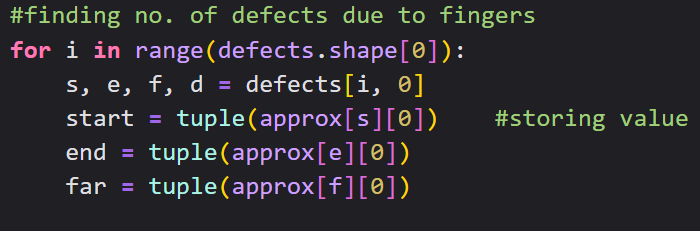 #finding no. of defects due to fingers
for i in range(defects.shape[0]):
    s, e, f, d = defects[i, 0]
    start = tuple(approx[s][0])    #storing value
    end = tuple(approx[e][0])
    far = tuple(approx[f][0])